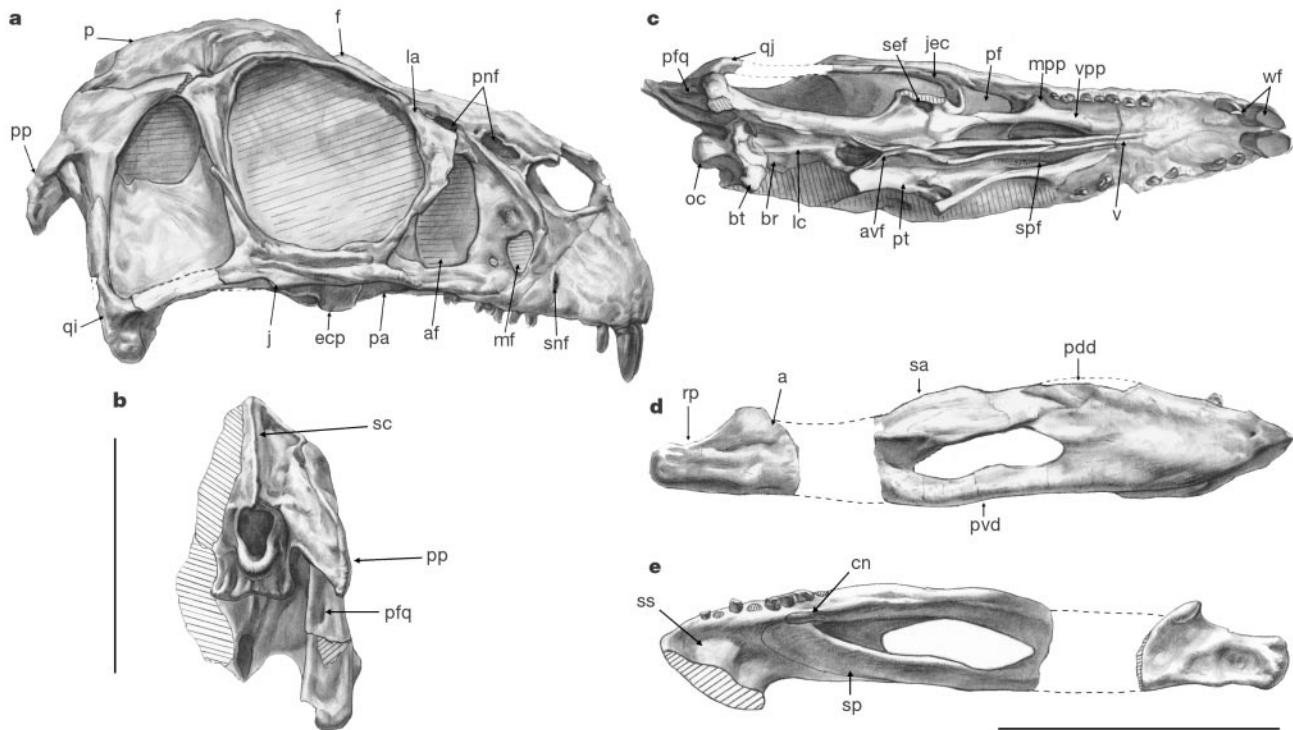 a
p
f
la
pnf
pp
qi
j
ecp
pa
af
mf
snf
b
sc
pp
pfq
c
pfq
qj
sef
jec
pf
mpp
vpp
wf
oc
bt
br
lc
avf
pt
spf
v
d
rp
a
sa
pdd
pvd
e
ss
cn
sp